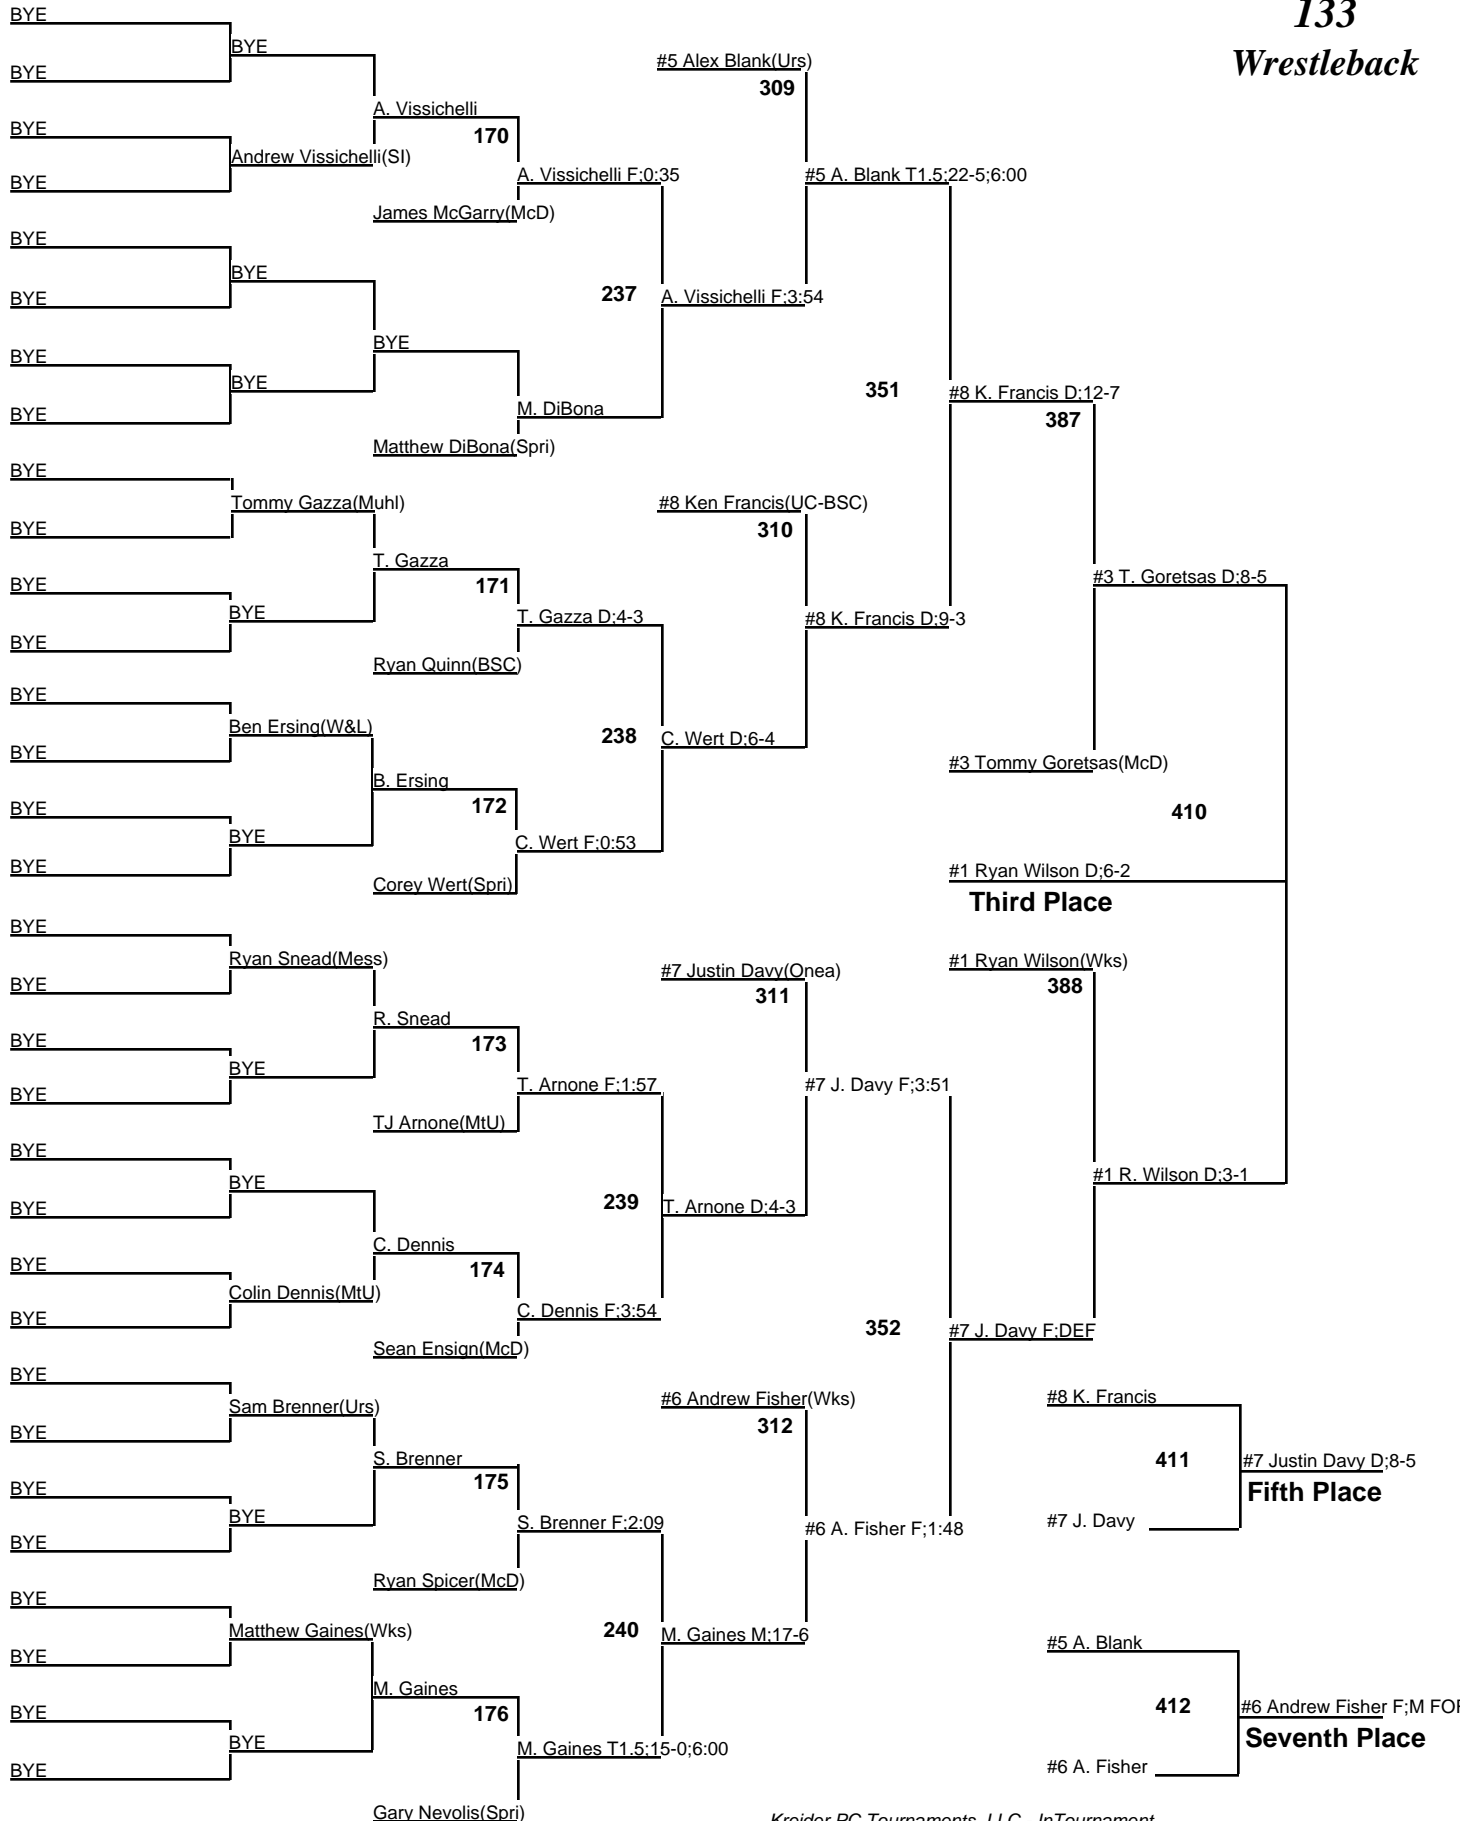 133
Wrestleback
BYE
BYE
BYE
#5 Alex Blank(Urs)
309
A. Vissichelli
170
BYE
Andrew Vissichelli(SI)
BYE
A. Vissichelli F;0:35
#5 A. Blank T1.5;22-5;6:00
James McGarry(McD)
BYE
BYE
BYE
237
A. Vissichelli F;3:54
BYE
BYE
BYE
BYE
351
#8 K. Francis D;12-7
387
M. DiBona
Matthew DiBona(Spri)
BYE
Tommy Gazza(Muhl)
BYE
#8 Ken Francis(UC-BSC)
310
T. Gazza
171
BYE
BYE
BYE
T. Gazza D;4-3
#8 K. Francis D;9-3
#3 T. Goretsas D;8-5
Ryan Quinn(BSC)
BYE
Ben Ersing(W&L)
BYE
238
C. Wert D;6-4
#3 Tommy Goretsas(McD)
B. Ersing
172
BYE
BYE
BYE
C. Wert F;0:53
410
Corey Wert(Spri)
#1 Ryan Wilson D;6-2
Third Place
BYE
Ryan Snead(Mess)
BYE
#7 Justin Davy(Onea)
311
#1 Ryan Wilson(Wks)
388
R. Snead
173
BYE
BYE
BYE
T. Arnone F;1:57
#7 J. Davy F;3:51
TJ Arnone(MtU)
BYE
BYE
BYE
239
T. Arnone D;4-3
#1 R. Wilson D;3-1
C. Dennis
174
BYE
Colin Dennis(MtU)
BYE
C. Dennis F;3:54
352
#7 J. Davy F;DEF
Sean Ensign(McD)
BYE
Sam Brenner(Urs)
BYE
#6 Andrew Fisher(Wks)
312
#8 K. Francis
S. Brenner
175
411
#7 Justin Davy D;8-5
Fifth Place
BYE
BYE
BYE
S. Brenner F;2:09
#6 A. Fisher F;1:48
#7 J. Davy
Ryan Spicer(McD)
BYE
Matthew Gaines(Wks)
BYE
240
M. Gaines M;17-6
#5 A. Blank
M. Gaines
176
412
#6 Andrew Fisher F;M FO
Seventh Place
BYE
BYE
BYE
M. Gaines T1.5;15-0;6:00
#6 A. Fisher
Gary Nevolis(Spri)
Kreider PC Tournaments, LLC - InTournament